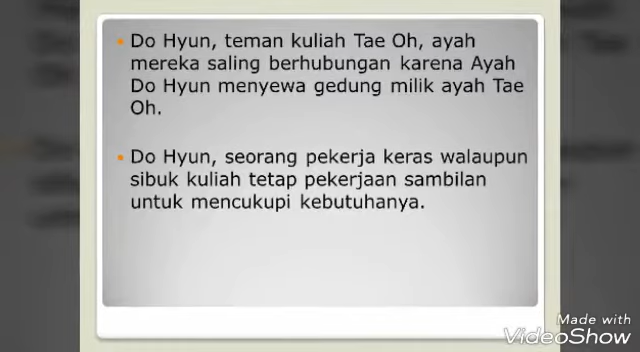 Do Hyun, teman kuliah Tae Oh, ayah
mereka saling berhubungan karena Ayah
Do Hyun menyewa gedung milik ayah Tae
Oh.
Do Hyun, seorang pekerja keras walaupun
sibuk kuliah tetap pekerjaan sambilan
untuk mencukupi kebutuhanya.
Made with
VideoShow